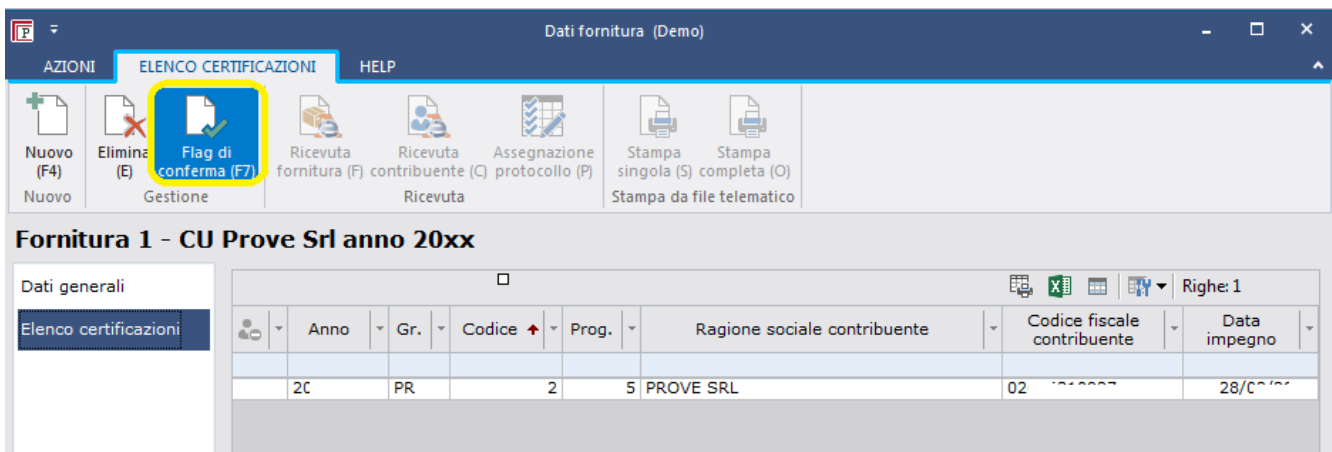 Dati fornitura (Demo)
AZIONI ELENCO CERTIFICAZIONI HELP
Nuovo (F4)
Elimina (E)
Flag di conferma (F7)
Ricevuta fornitura (F)
Ricevuta contribuente (C)
Assegnazione protocollo (P)
Stampa singola (S)
Stampa completa (O)
Nuovo Gestione Ricevuta Stampa da file telematico
Fornitura 1 - CU Prove Srl anno 20xx
Dati generali
Elenco certificazioni
Righe: 1
Anno Gr. Codice Prog. Ragione sociale contribuente Codice fiscale contribuente Data impegno
20 PR 2 5 PROVE SRL 02 28/